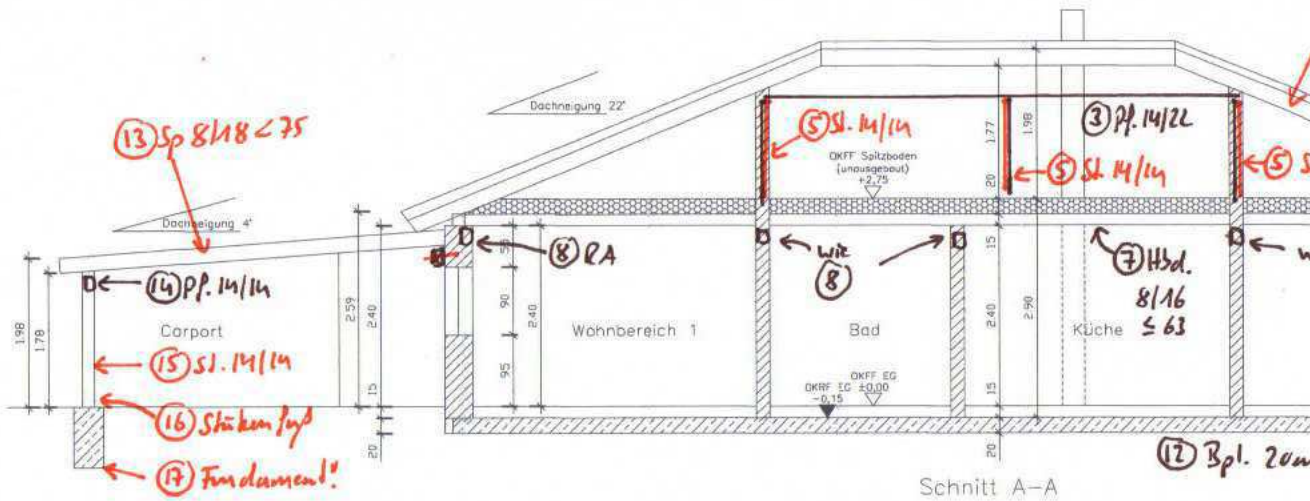 Dachneigung 22°
⑬ Sp 8/18 < 75
⑤ St. 14/14
③ Pf. 14/22
1.77
1.98
OKFF Spitzboden
(unausgebaut)
+2,75
⑤ St. 14/14
⑤ S
20
Dachneigung 4°
⑧ RA
wie
⑧
15
⑦ Hbd.
8/16
≤ 63
w
⑭ Pf. 14/14
1.98
1.78
Carport
2.59
2.40
90
2.40
Wohnbereich 1
Bad
2.40
2.90
Küche
⑮ St. 14/14
95
OKFF EG
±0,00
OKRF EG
-0,15
15
15
⑯ Stützenfuß
20
20
⑰ Fundament!
⑫ Bpl. 20cm
Schnitt A-A